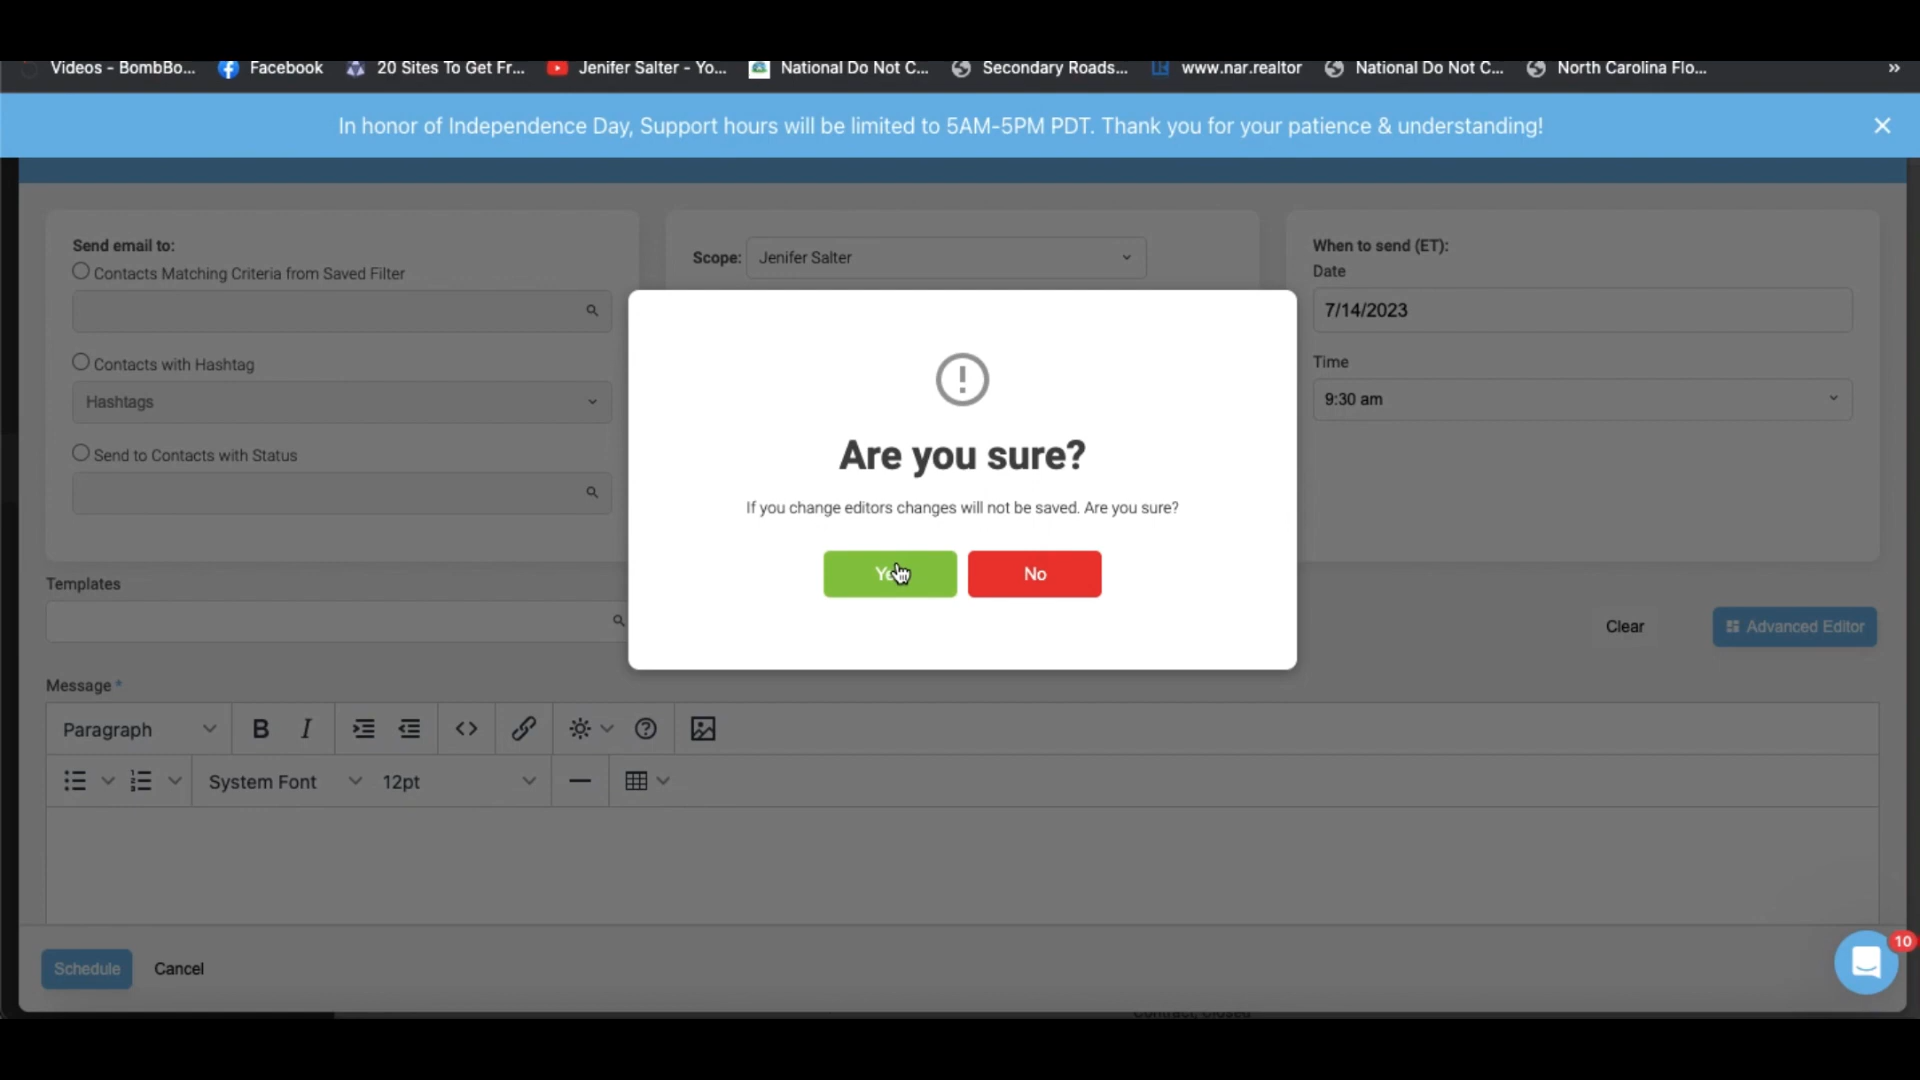 Videos - BombBo... Facebook 20 Sites To Get Fr... Jenifer Salter - Yo... National Do Not C... Secondary Roads... www.nar.realtor National Do Not C... North Carolina Flo... »
In honor of Independence Day, Support hours will be limited to 5AM-5PM PDT. Thank you for your patience & understanding!
Send email to:
Contacts Matching Criteria from Saved Filter
Contacts with Hashtag
Hashtags
Send to Contacts with Status
Scope: Jenifer Salter
When to send (ET):
Date
7/14/2023
Time
9:30 am
Are you sure?
If you change editors changes will not be saved. Are you sure?
No
Templates
Clear
Advanced Editor
Message *
Paragraph B I
System Font 12pt
Schedule Cancel
10